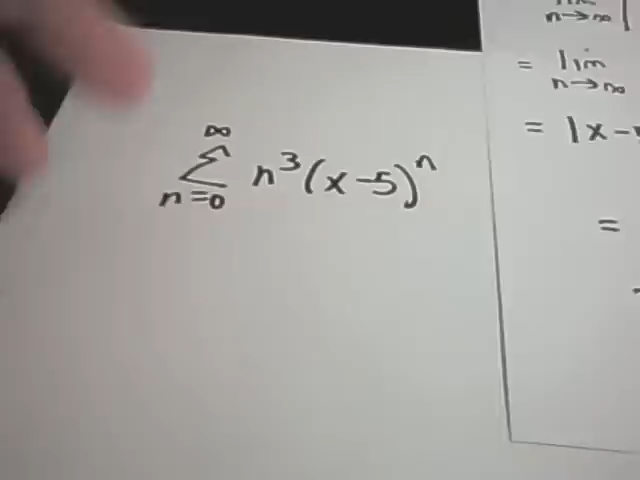 ∞
∑ n³(x-5)ⁿ
n=0
n→∞
= lim
n→∞
= |x-
=